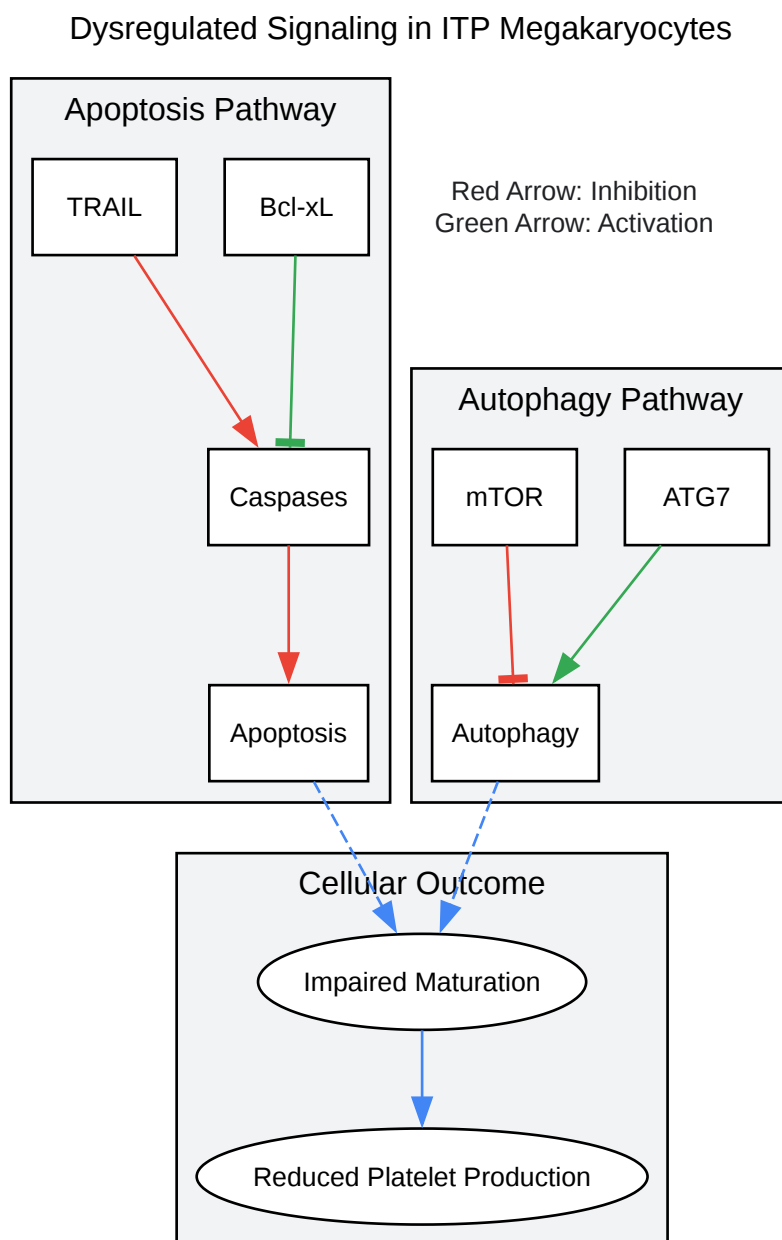 Dysregulated Signaling in ITP Megakaryocytes
Apoptosis Pathway
TRAIL
Bcl-xL
Red Arrow: Inhibition
Green Arrow: Activation
Autophagy Pathway
Caspases
mTOR
ATG7
Apoptosis
Autophagy
Cellular Outcome
Impaired Maturation
Reduced Platelet Production